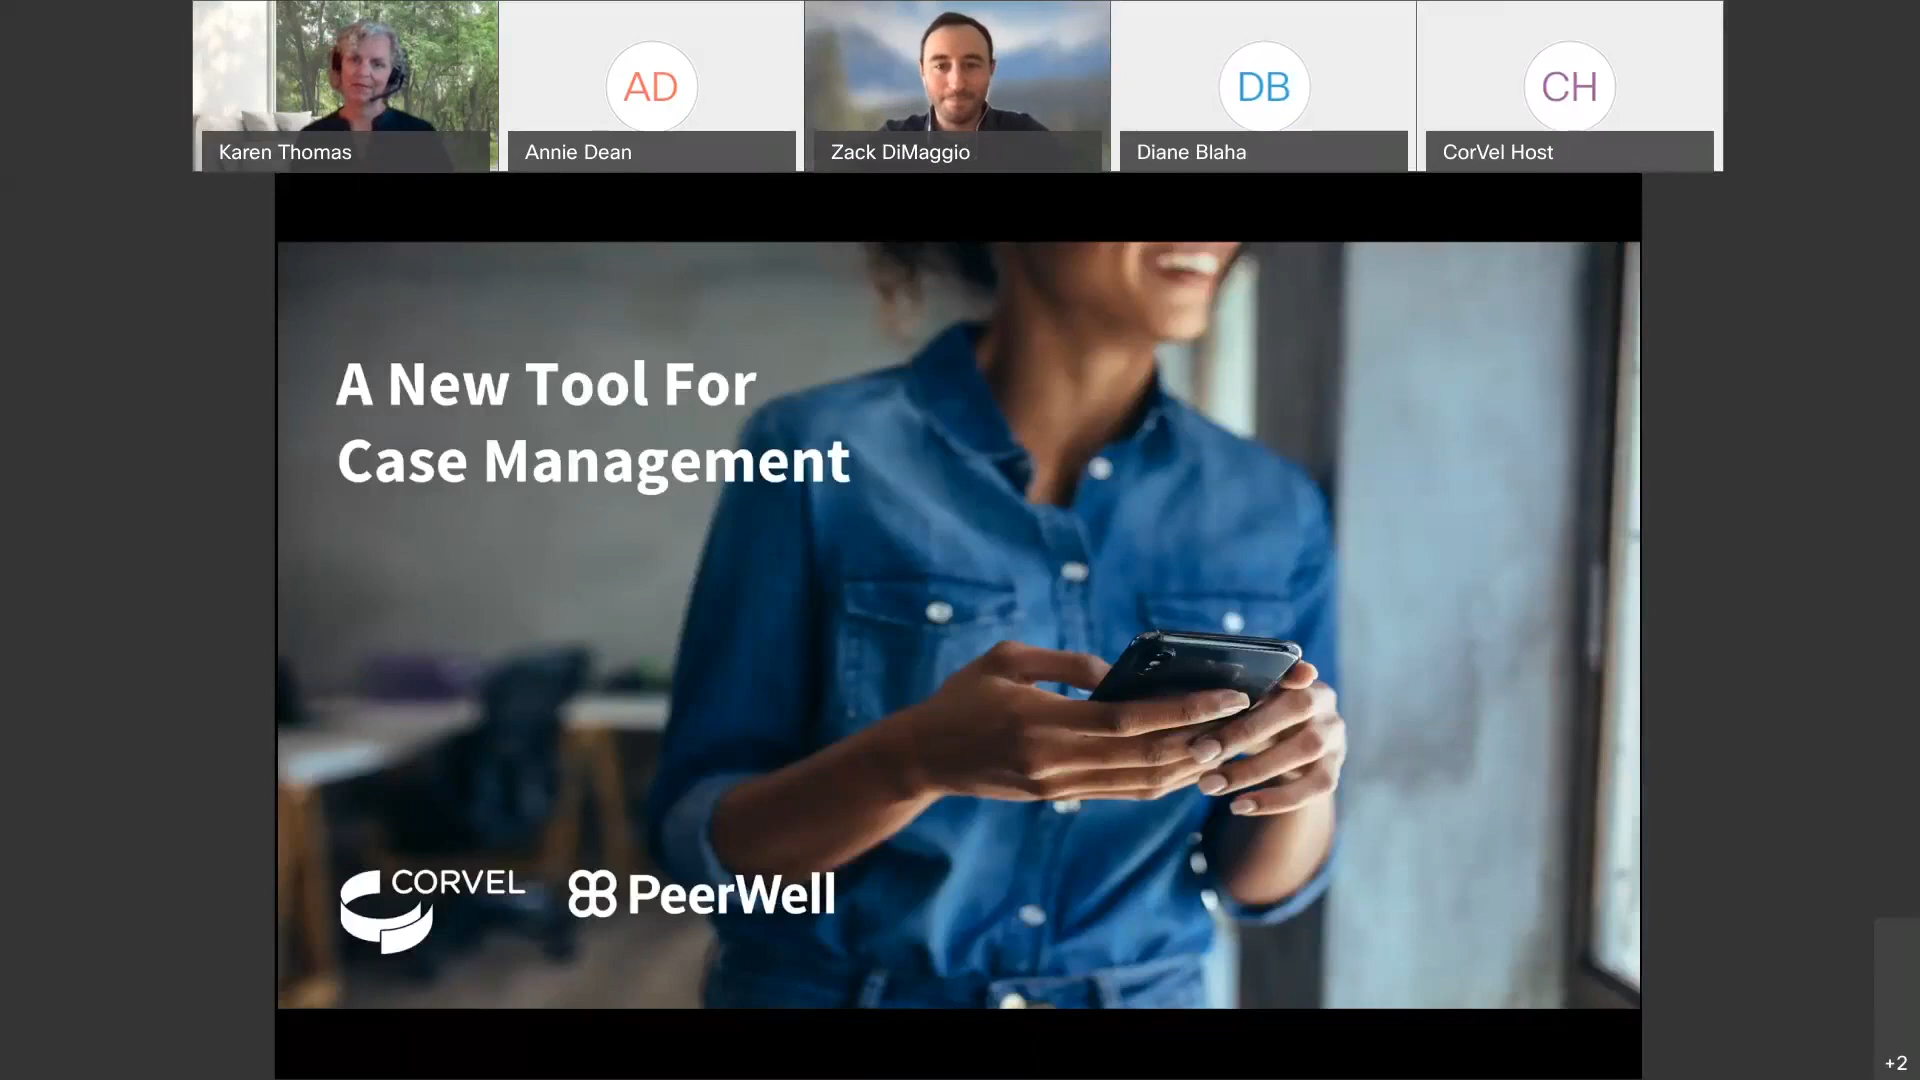 AD
DB
CH
Karen Thomas
Annie Dean
Zack DiMaggio
Diane Blaha
CorVel Host
A New Tool For
Case Management
CORVEL
PeerWell
+2